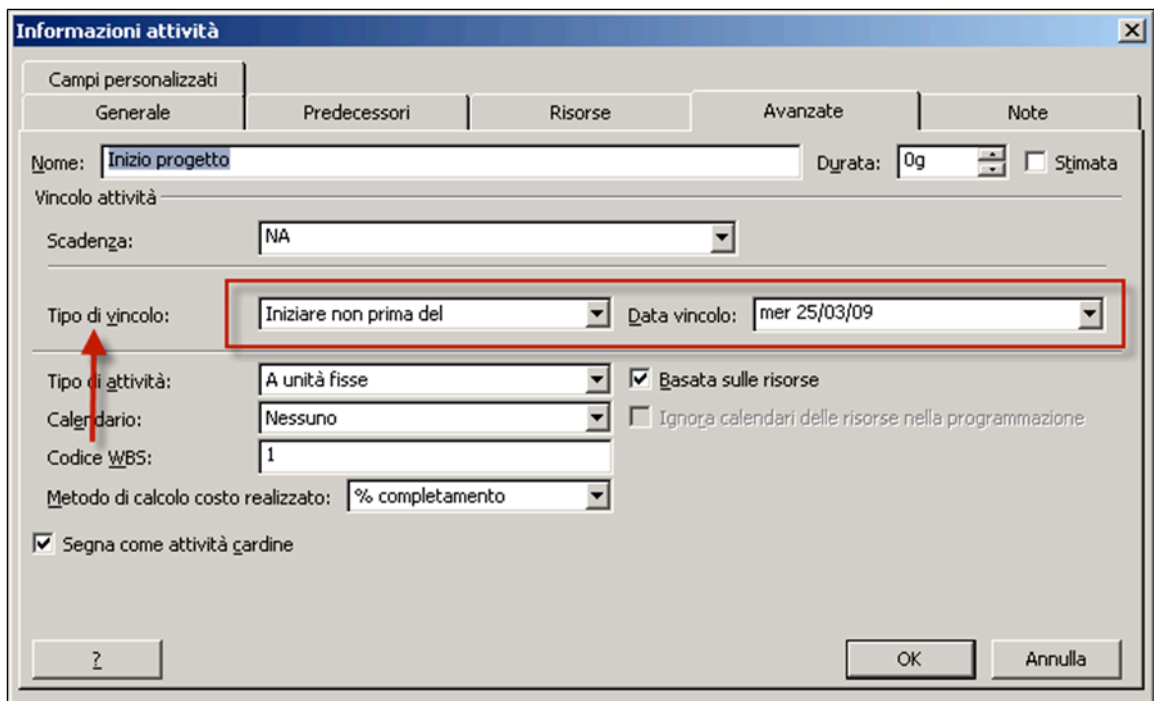 Informazioni attività
Campi personalizzati
Generale Predecessori Risorse Avanzate Note
Nome: Inizio progetto Durata: 0g Stimata
Vincolo attività
Scadenza: NA
Tipo di vincolo: Iniziare non prima del Data vincolo: mer 25/03/09
Tipo di attività: A unità fisse Basata sulle risorse
Calendario: Nessuno Ignora calendari delle risorse nella programmazione
Codice WBS: 1
Metodo di calcolo costo realizzato: % completamento
Segna come attività cardine
? OK Annulla